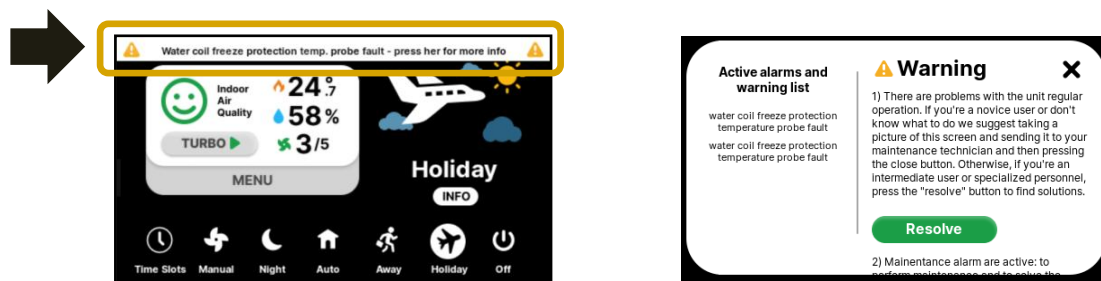 Water coil freeze protection temp. probe fault - press her for more info
Indoor
Air
Quality
24°.7
58%
TURBO
3/5
MENU
Holiday
INFO
Time Slots
Manual
Night
Auto
Away
Holiday
Off
Active alarms and
warning list
water coil freeze protection
temperature probe fault
water coil freeze protection
temperature probe fault
Warning
1) There are problems with the unit regular
operation. If you're a novice user or don't
know what to do we suggest taking a
picture of this screen and sending it to your
maintenance technician and then pressing
the close button. Otherwise, if you're an
intermediate user or specialized personnel,
press the "resolve" button to find solutions.
Resolve
2) Mainentance alarm are active: to
perform maintenance and to solve the